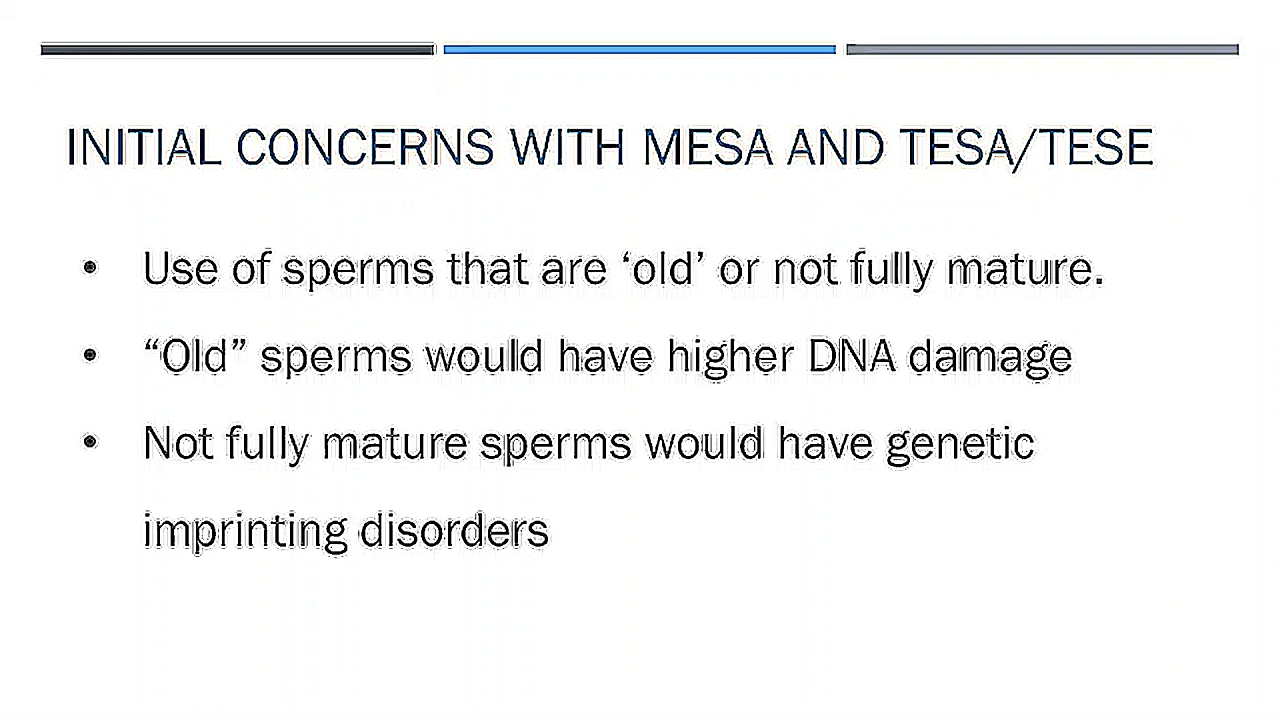 INITIAL CONCERNS WITH MESA AND TESA/TESE
• Use of sperms that are ‘old’ or not fully mature.
• “Old” sperms would have higher DNA damage
• Not fully mature sperms would have genetic
imprinting disorders